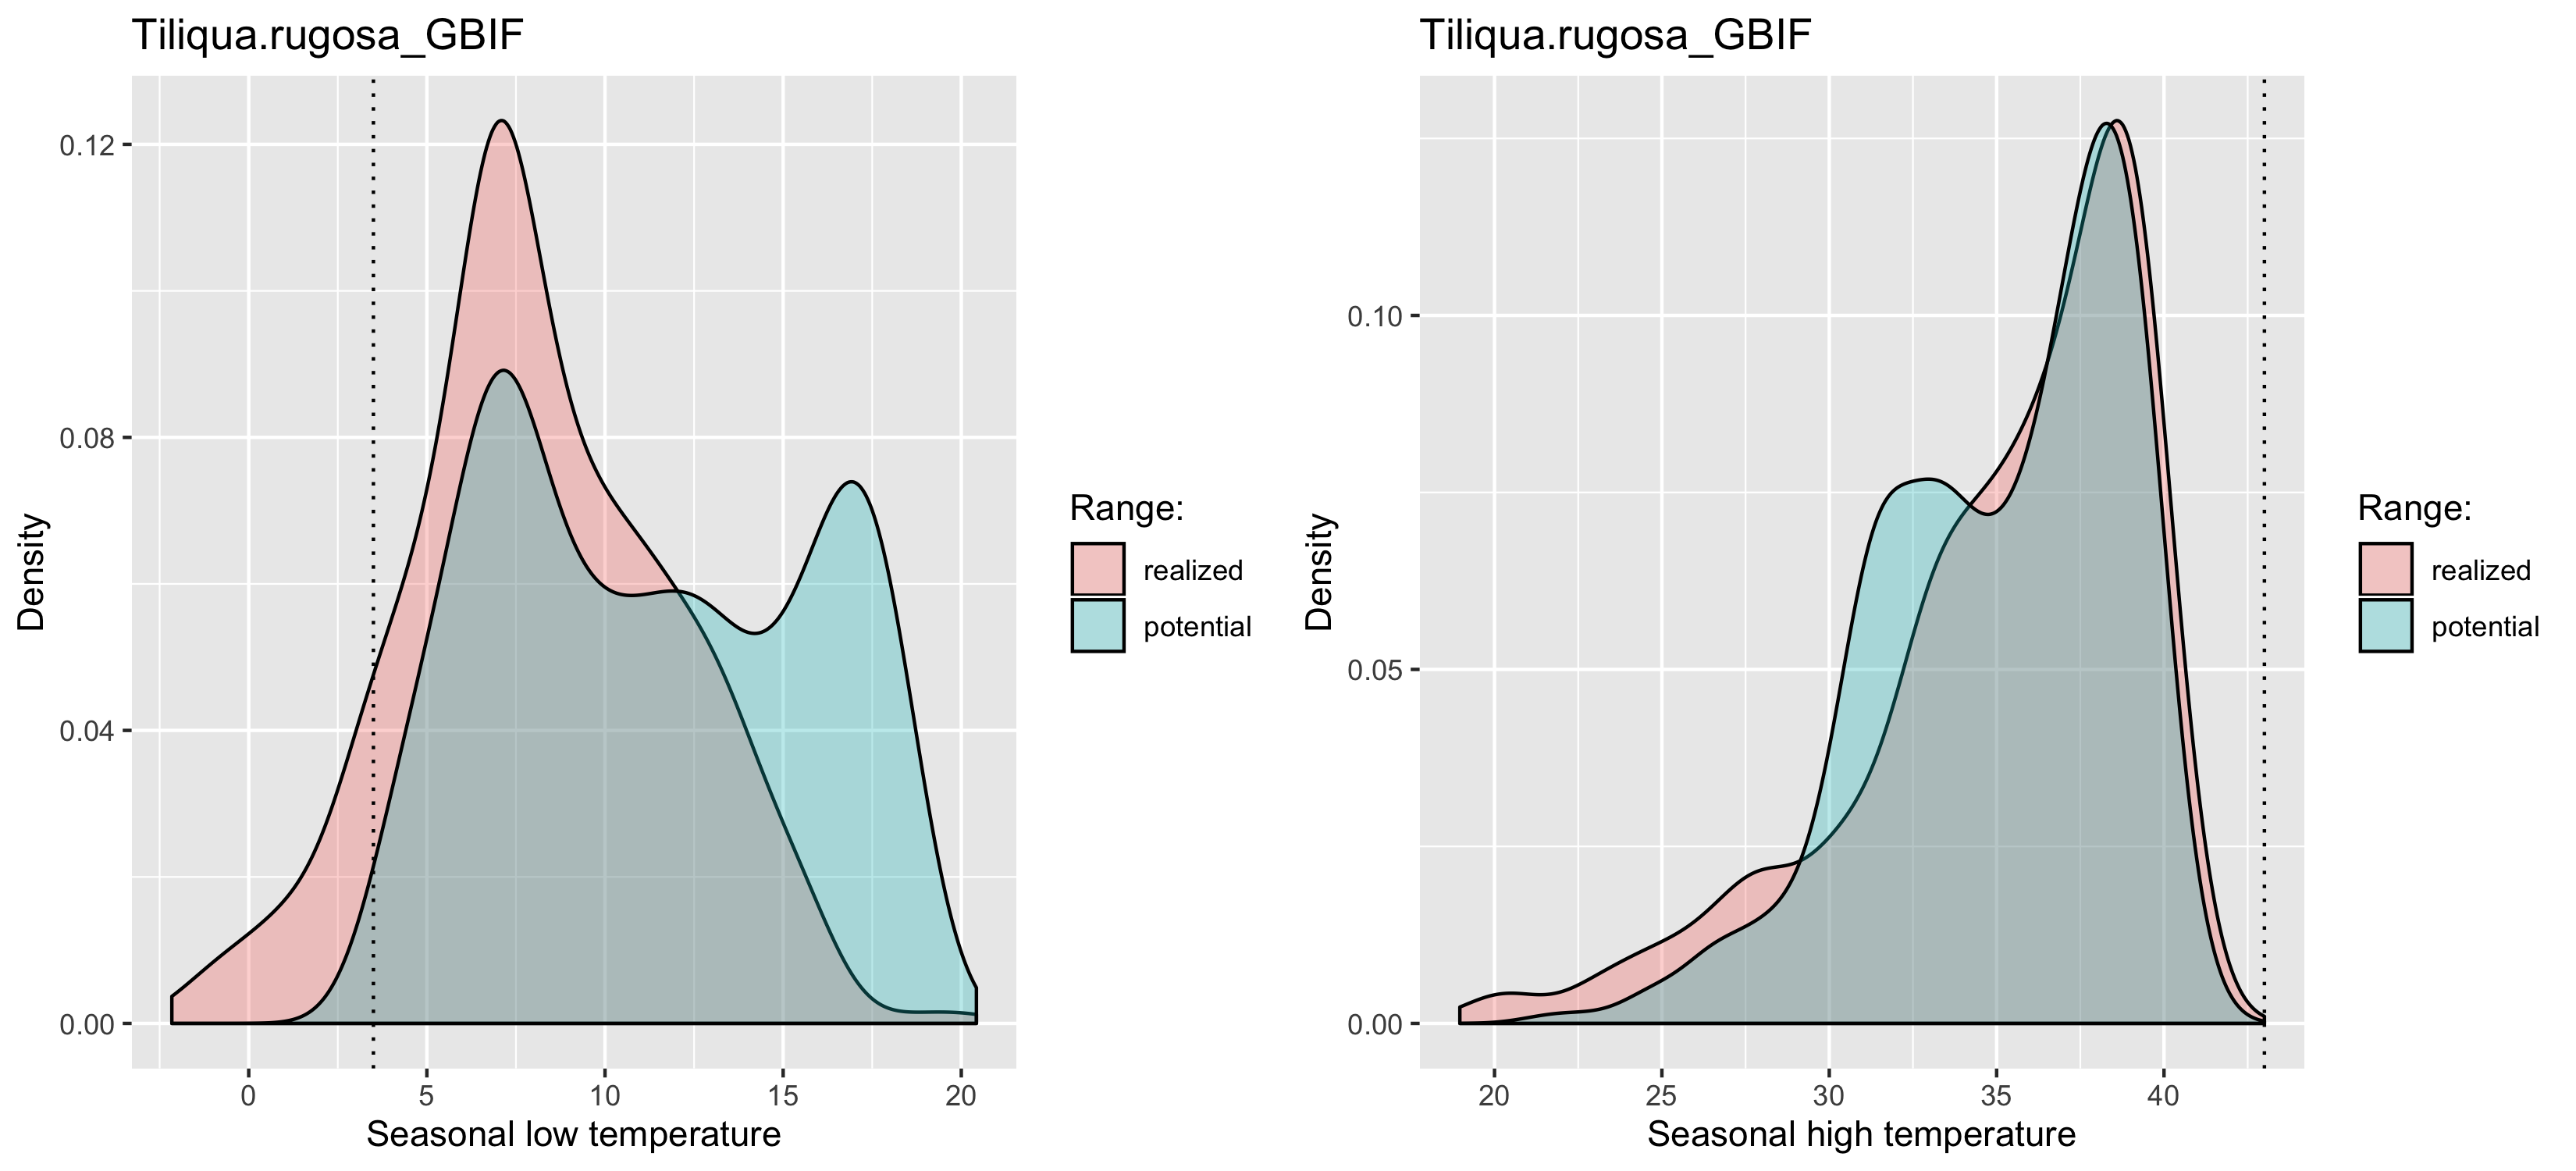 Tiliqua.rugosa_GBIF
0.12
0.08
0.04
0.00
Density
0
5
10
15
20
Seasonal low temperature
Range:
realized
potential
Tiliqua.rugosa_GBIF
0.10
0.05
0.00
Density
20
25
30
35
40
Seasonal high temperature
Range:
realized
potential